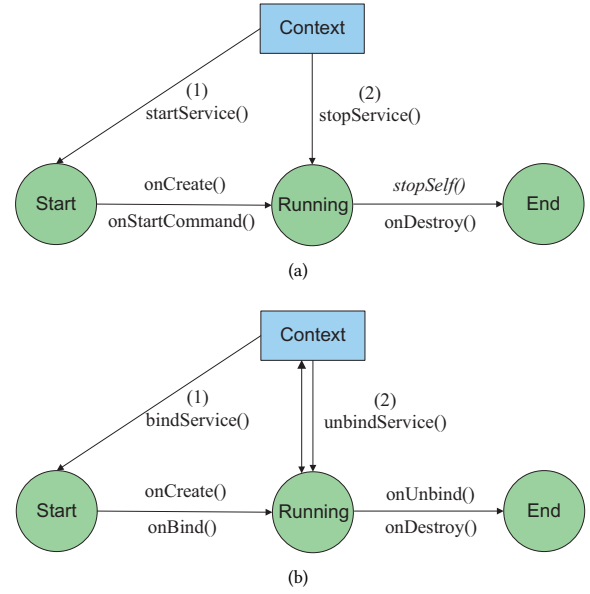 Context
(1)
startService()
(2)
stopService()
onCreate()
stopSelf()
Start
Running
End
onStartCommand()
onDestroy()
(a)
Context
(1)
bindService()
(2)
unbindService()
onCreate()
onUnbind()
Start
Running
End
onBind()
onDestroy()
(b)